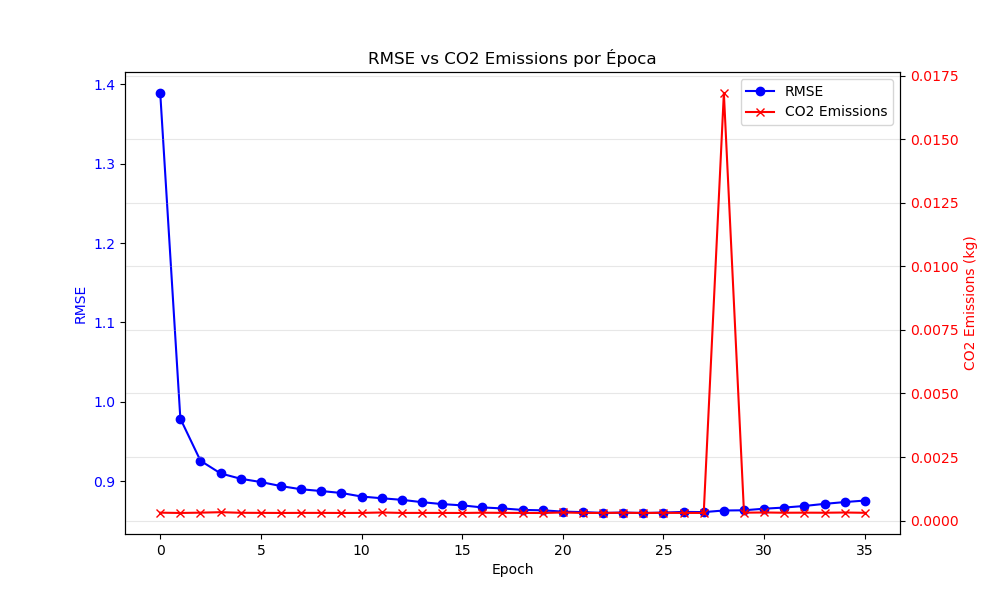 RMSE vs CO2 Emissions por Época
RMSE
CO2 Emissions
1.4
1.3
1.2
1.1
1.0
0.9
RMSE
0.0175
0.0150
0.0125
0.0100
0.0075
0.0050
0.0025
0.0000
CO2 Emissions (kg)
0 5 10 15 20 25 30 35
Epoch